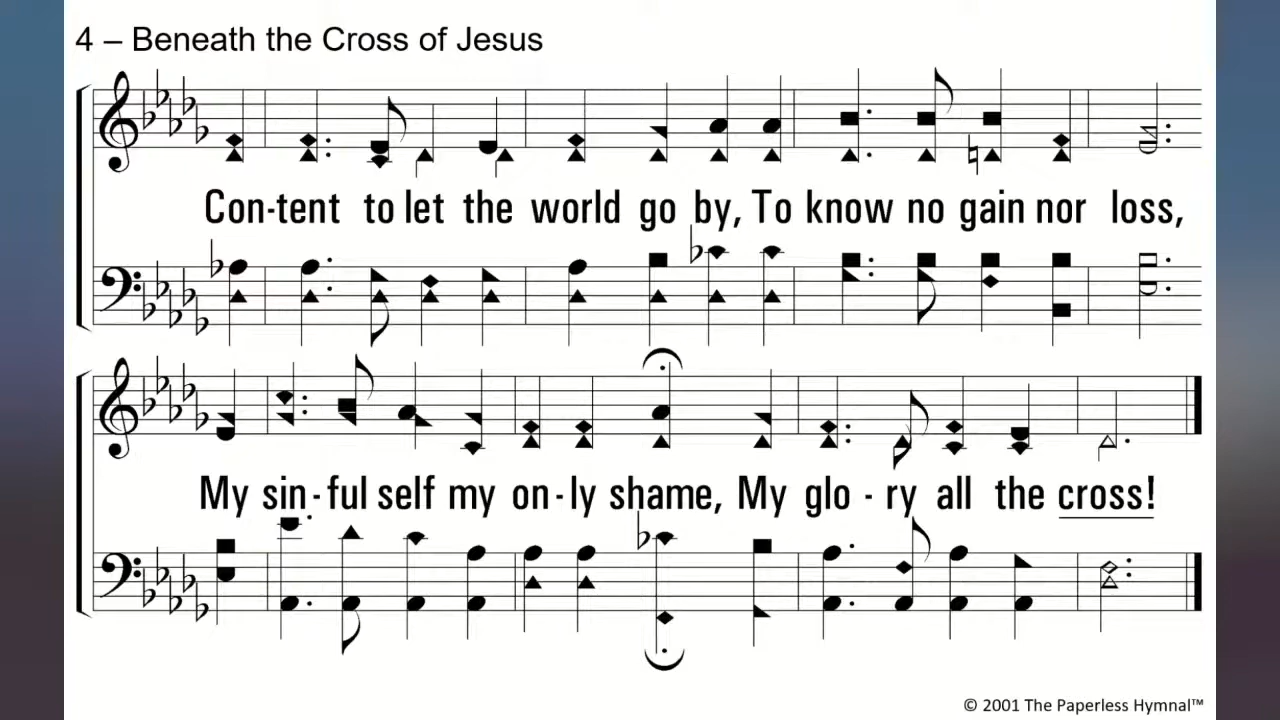 4 – Beneath the Cross of Jesus
Con-tent to let the world go by, To know no gain nor loss,
My sin - ful self my on - ly shame, My glo - ry all the cross!
© 2001 The Paperless Hymnal™